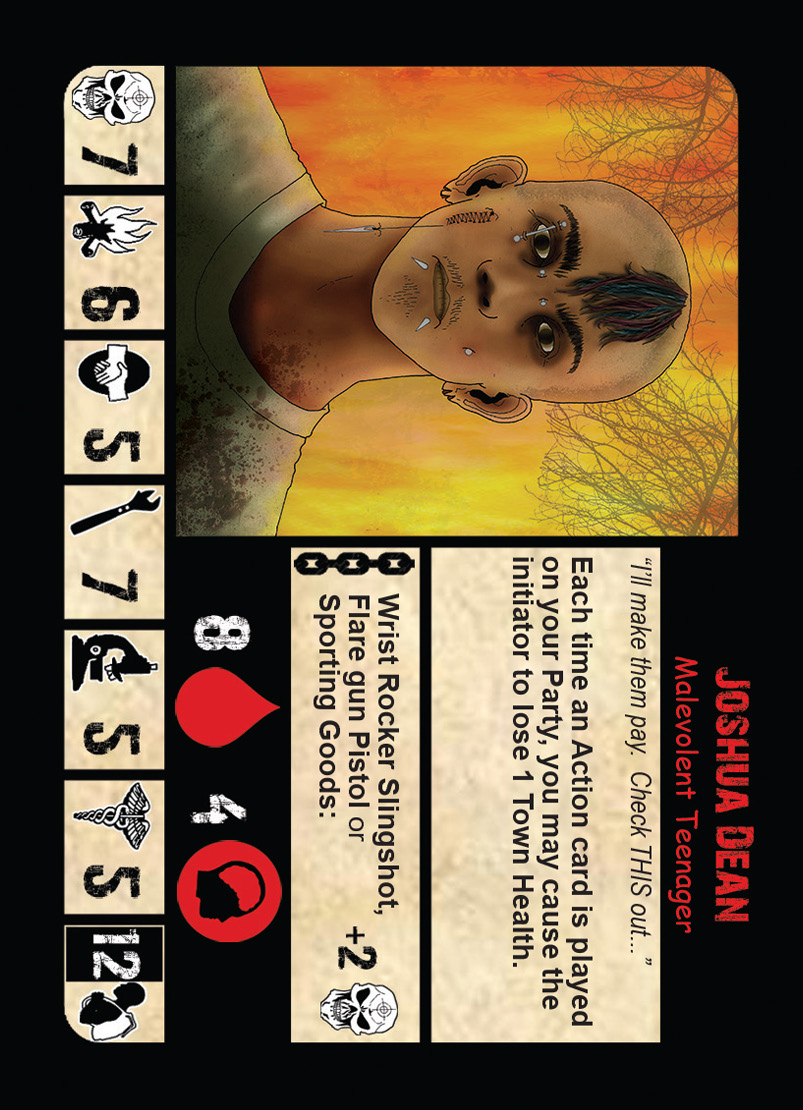 JOSHUA DEAN
Malevolent Teenager
“I’ll make them pay.  Check THIS out...”
Each time an Action card is played
on your Party, you may cause the
initiator to lose 1 Town Health.
Wrist Rocker Slingshot,
Flare gun Pistol or
Sporting Goods:
+2
8
4
7
6
5
7
5
5
12